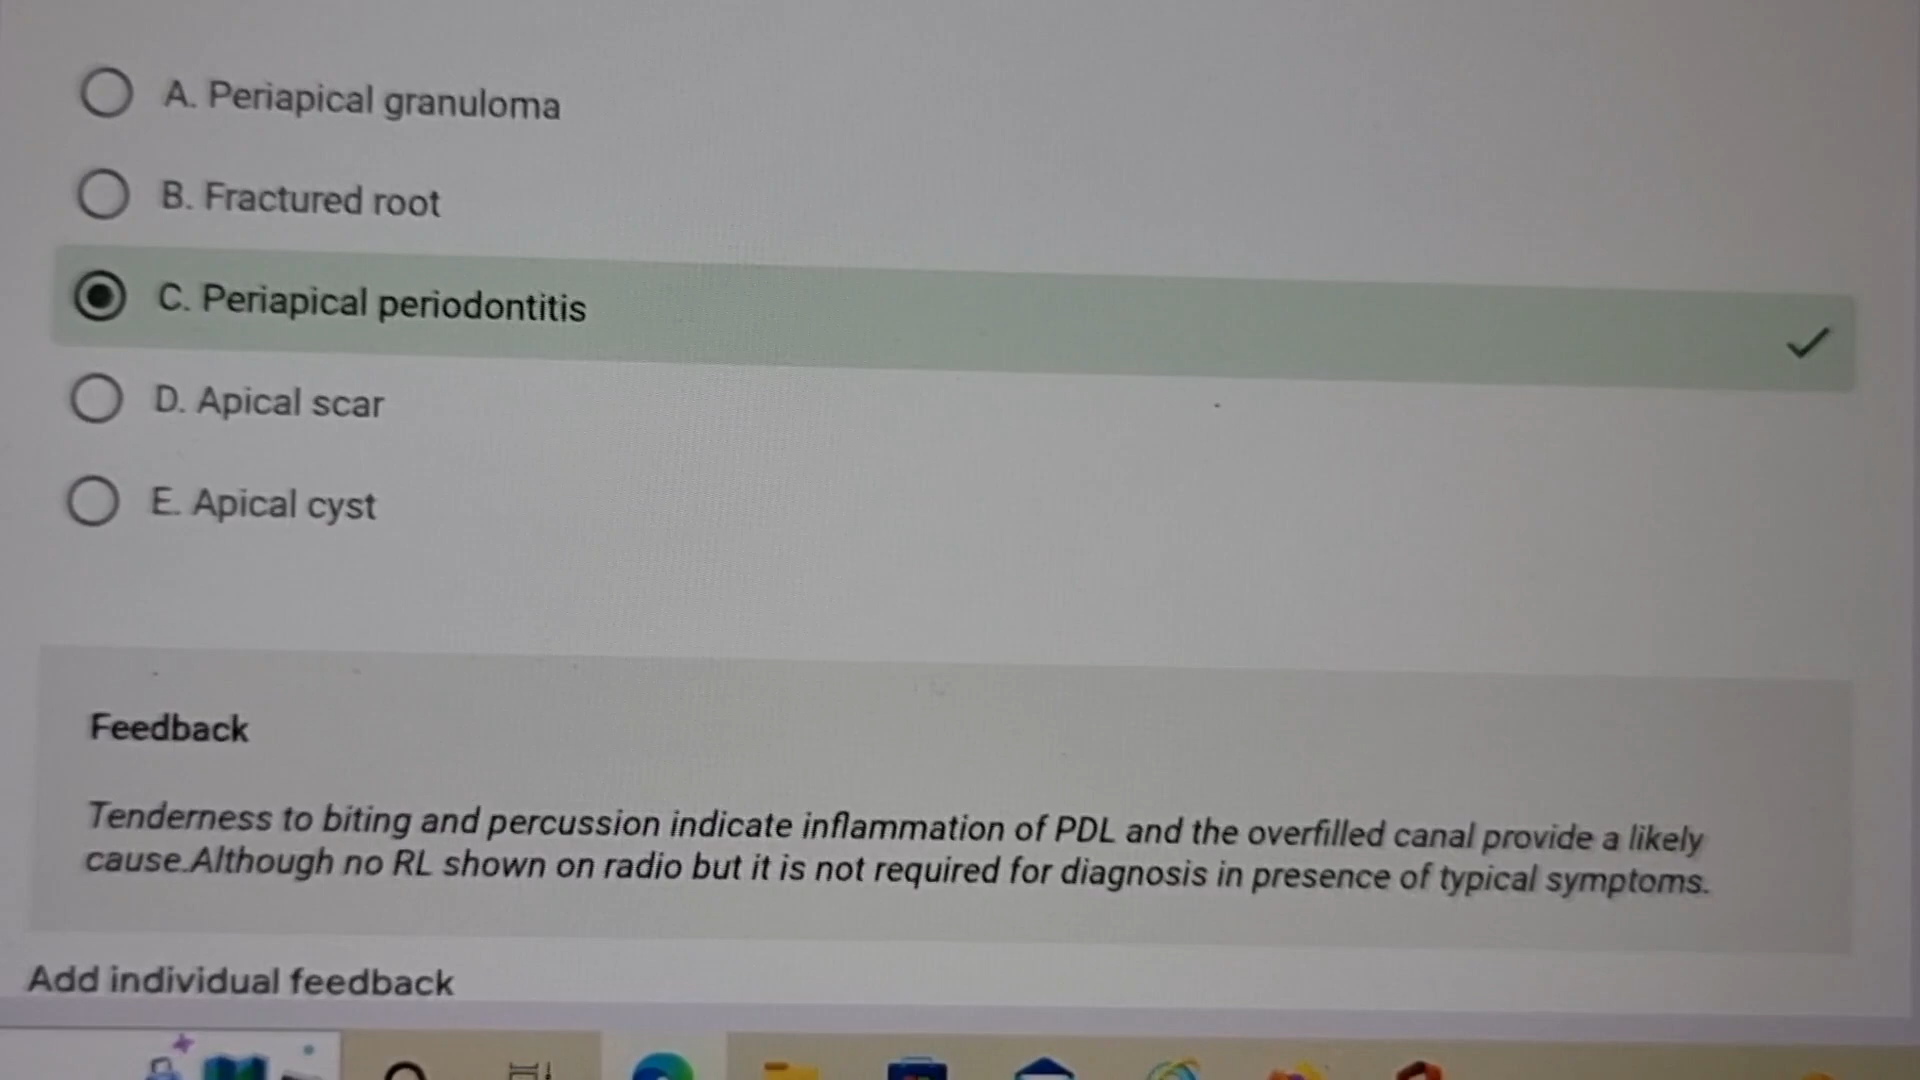 A. Periapical granuloma
B. Fractured root
C. Periapical periodontitis
D. Apical scar
E. Apical cyst
Feedback
Tenderness to biting and percussion indicate inflammation of PDL and the overfilled canal provide a likely
cause.Although no RL shown on radio but it is not required for diagnosis in presence of typical symptoms.
Add individual feedback